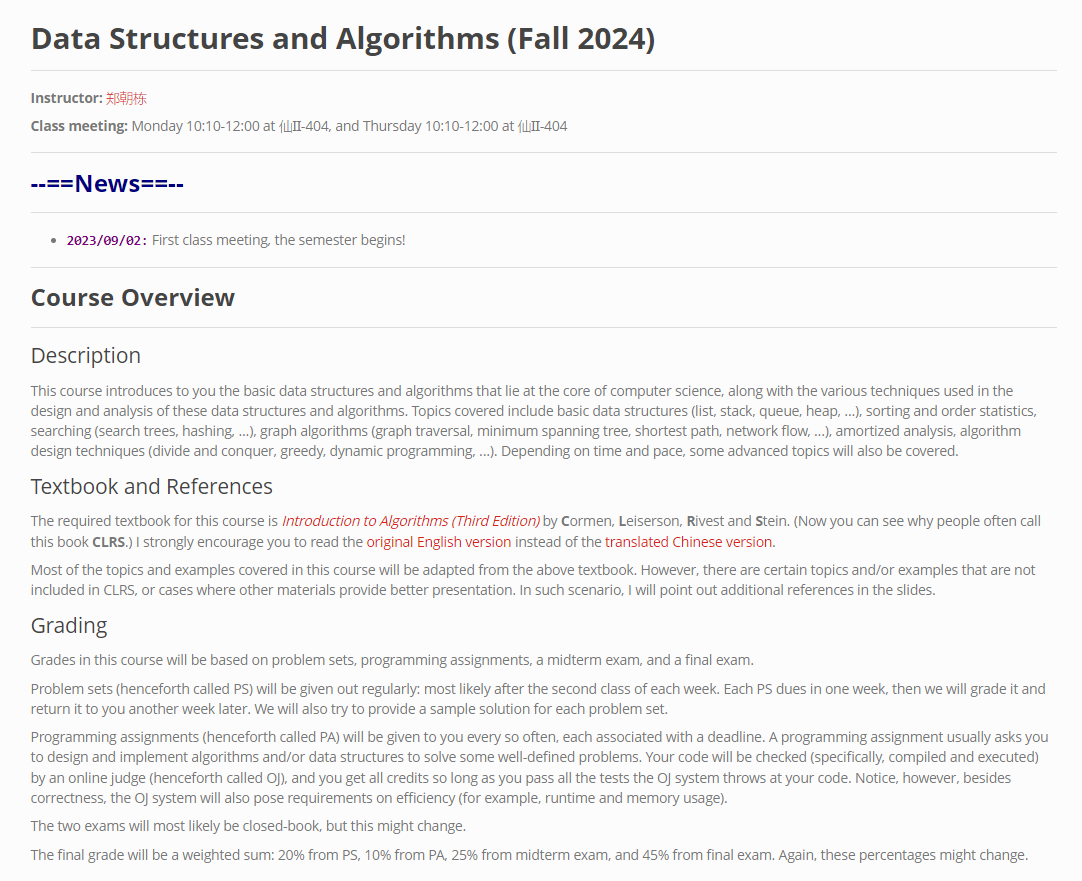 Data Structures and Algorithms (Fall 2024)
Instructor: 郑朝栋
Class meeting: Monday 10:10-12:00 at 仙II-404, and Thursday 10:10-12:00 at 仙II-404
--==News==--
2023/09/02: First class meeting, the semester begins!
Course Overview
Description
This course introduces to you the basic data structures and algorithms that lie at the core of computer science, along with the various techniques used in the
design and analysis of these data structures and algorithms. Topics covered include basic data structures (list, stack, queue, heap, ...), sorting and order statistics,
searching (search trees, hashing, ...), graph algorithms (graph traversal, minimum spanning tree, shortest path, network flow, ...), amortized analysis, algorithm
design techniques (divide and conquer, greedy, dynamic programming, ...). Depending on time and pace, some advanced topics will also be covered.
Textbook and References
The required textbook for this course is Introduction to Algorithms (Third Edition) by Cormen, Leiserson, Rivest and Stein. (Now you can see why people often call
this book CLRS.) I strongly encourage you to read the original English version instead of the translated Chinese version.
Most of the topics and examples covered in this course will be adapted from the above textbook. However, there are certain topics and/or examples that are not
included in CLRS, or cases where other materials provide better presentation. In such scenario, I will point out additional references in the slides.
Grading
Grades in this course will be based on problem sets, programming assignments, a midterm exam, and a final exam.
Problem sets (henceforth called PS) will be given out regularly: most likely after the second class of each week. Each PS dues in one week, then we will grade it and
return it to you another week later. We will also try to provide a sample solution for each problem set.
Programming assignments (henceforth called PA) will be given to you every so often, each associated with a deadline. A programming assignment usually asks you
to design and implement algorithms and/or data structures to solve some well-defined problems. Your code will be checked (specifically, compiled and executed)
by an online judge (henceforth called OJ), and you get all credits so long as you pass all the tests the OJ system throws at your code. Notice, however, besides
correctness, the OJ system will also pose requirements on efficiency (for example, runtime and memory usage).
The two exams will most likely be closed-book, but this might change.
The final grade will be a weighted sum: 20% from PS, 10% from PA, 25% from midterm exam, and 45% from final exam. Again, these percentages might change.